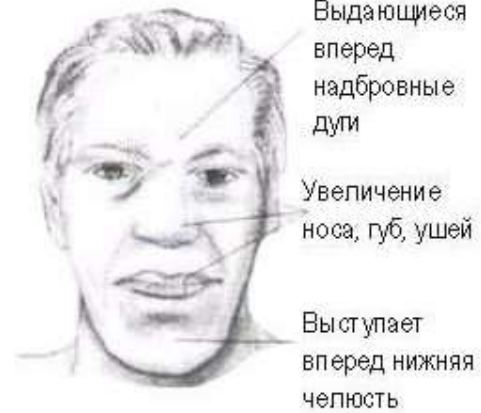 Выдающиеся
вперед
надбровные
дуги
Увеличение
носа, губ, ушей
Выступает
вперед нижняя
челюсть